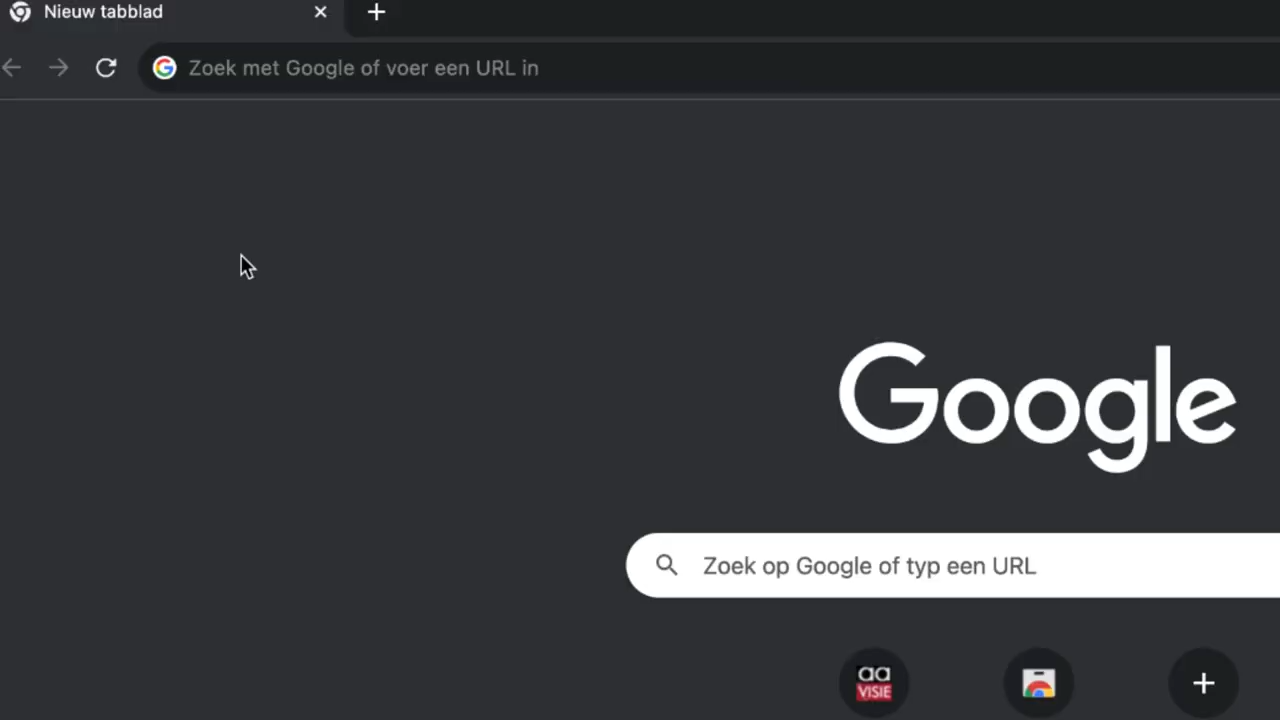 Nieuw tabblad
Zoek met Google of voer een URL in
Google
Zoek op Google of typ een URL
aa
VISIE